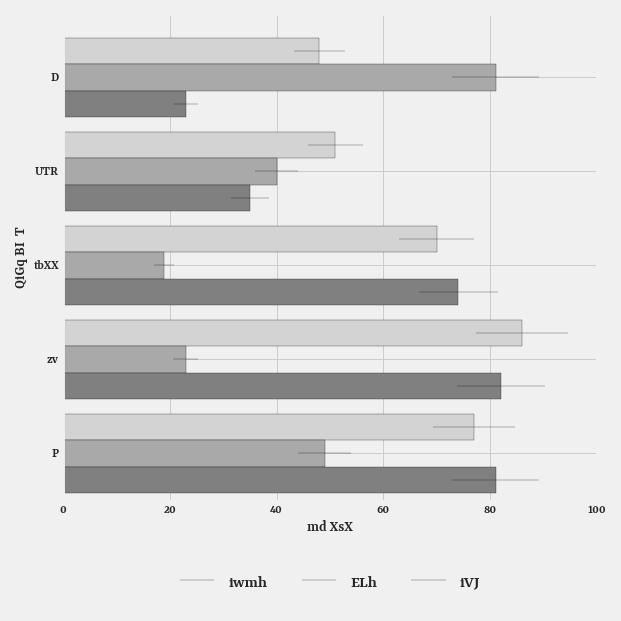 D
UTR
tbXX
zv
P
QiGq BI T
0 20 40 60 80 100
md XsX
iwmh ELh iVJ